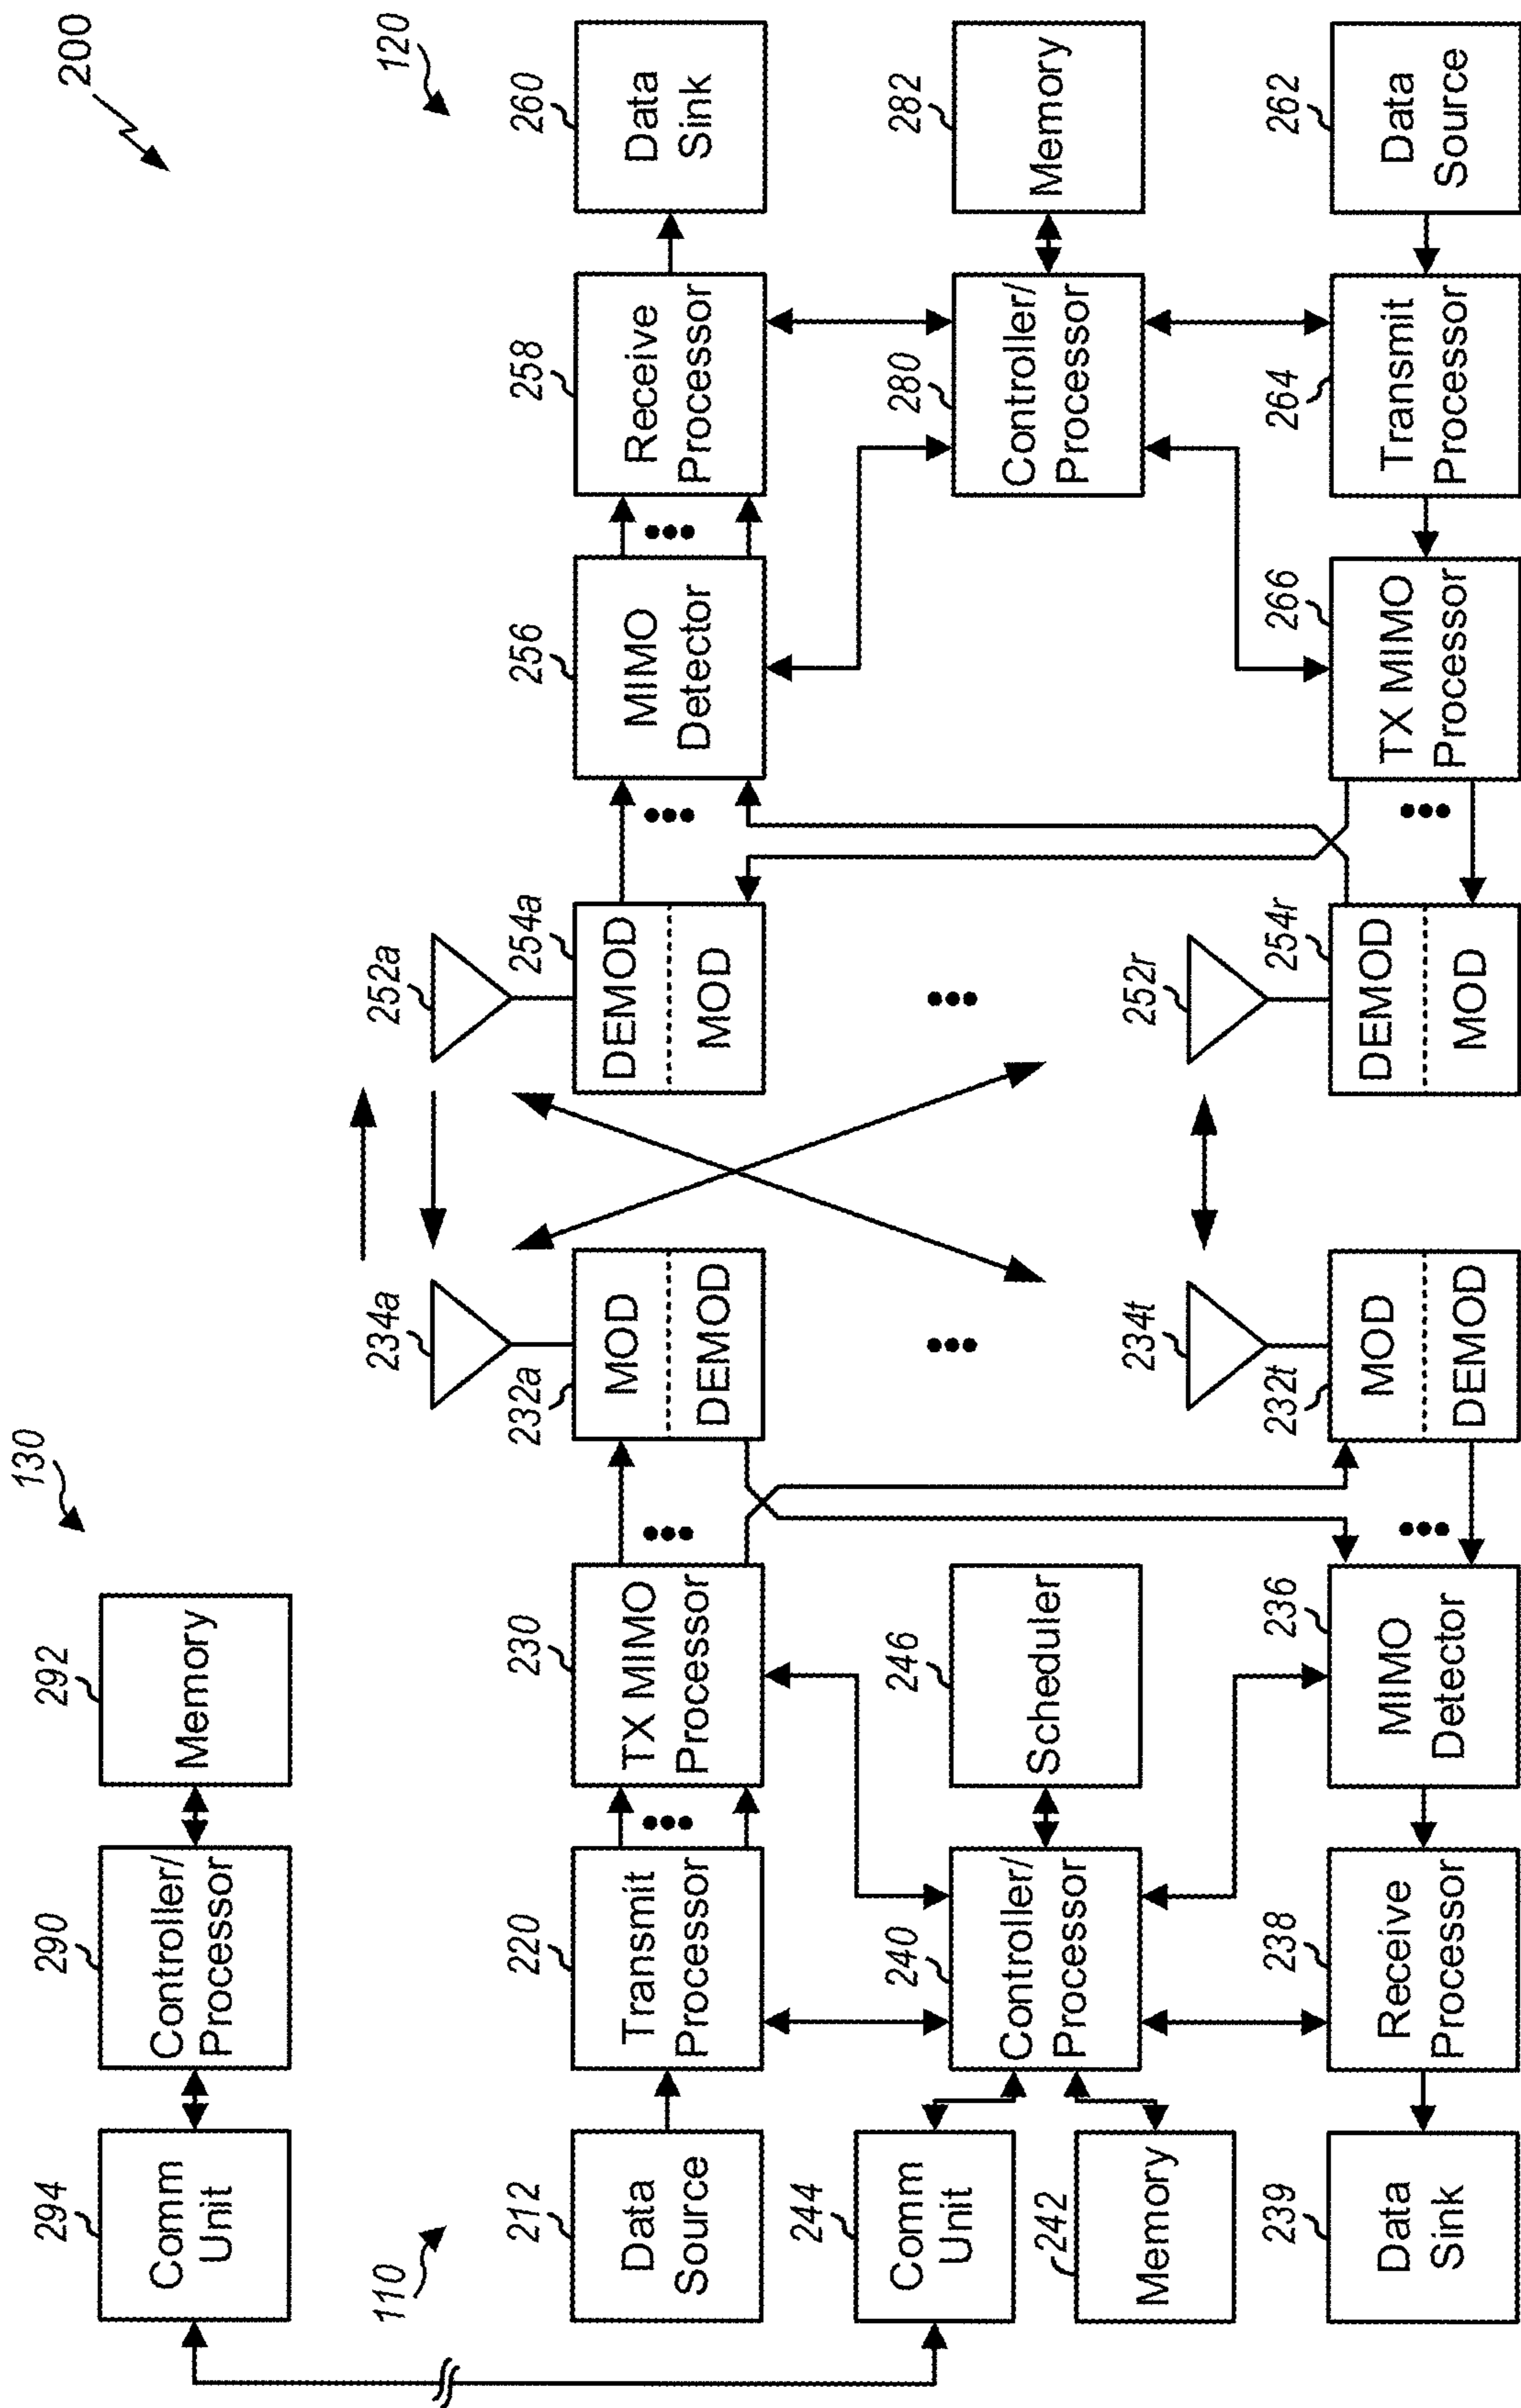 200
130
294
Comm
Unit
290
Controller/
Processor
292
Memory
110
120
212
Data
Source
220
Transmit
Processor
230
TX MIMO
Processor
234a
232a
MOD
DEMOD
252a
254a
DEMOD
MOD
256
MIMO
Detector
258
Receive
Processor
260
Data
Sink
244
Comm
Unit
242
Memory
240
Controller/
Processor
246
Scheduler
280
Controller/
Processor
282
Memory
239
Data
Sink
238
Receive
Processor
236
MIMO
Detector
234t
232t
MOD
DEMOD
252r
254r
DEMOD
MOD
266
TX MIMO
Processor
264
Transmit
Processor
262
Data
Source